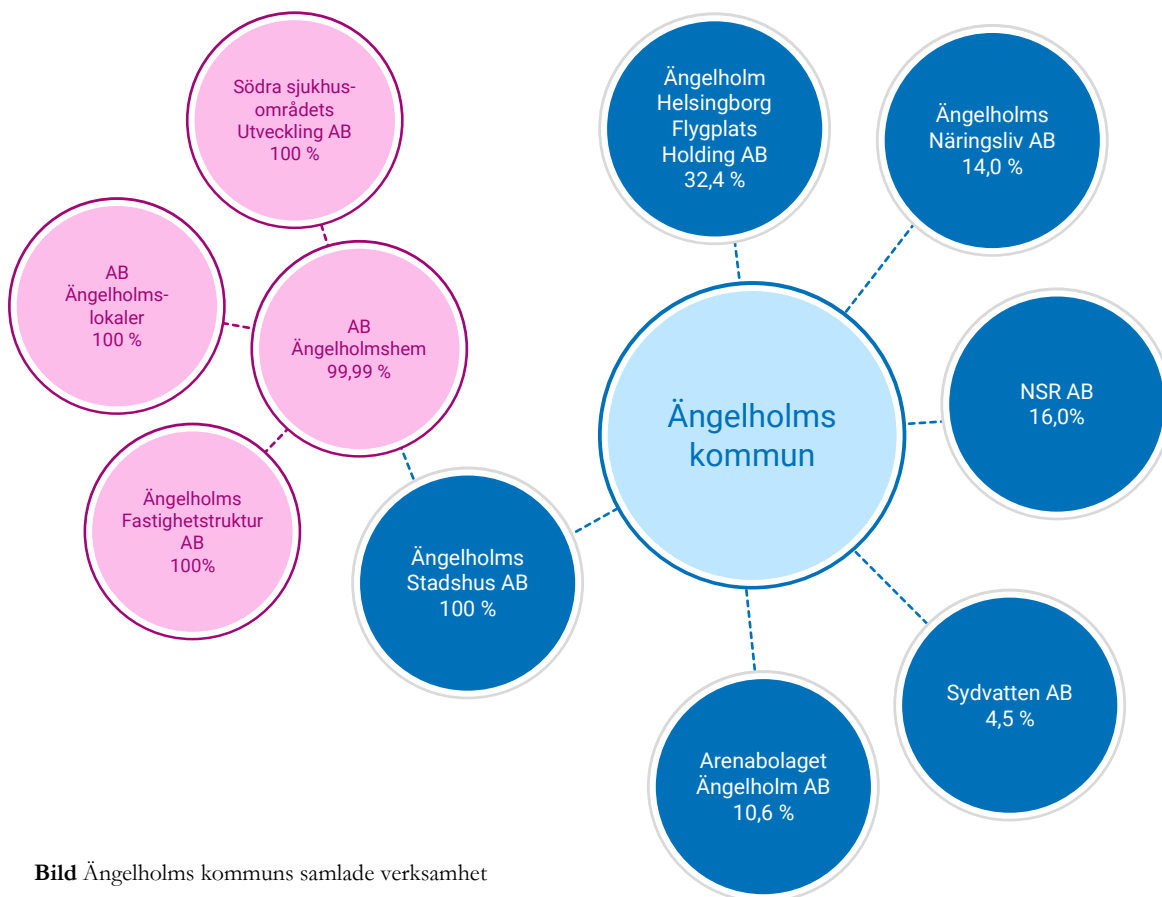 Södra sjukhus-
områdets
Utveckling AB
100 %
Ängelholm
Helsingborg
Flygplats
Holding AB
32,4 %
Ängelholms
Näringsliv AB
14,0 %
AB
Ängelholms-
lokaler
100 %
AB
Ängelholmshem
99,99 %
Ängelholms
kommun
NSR AB
16,0%
Ängelholms
Fastighetstruktur
AB
100%
Ängelholms
Stadshus AB
100 %
Sydvatten AB
4,5 %
Arenabolaget
Ängelholm AB
10,6 %
Bild Ängelholms kommuns samlade verksamhet